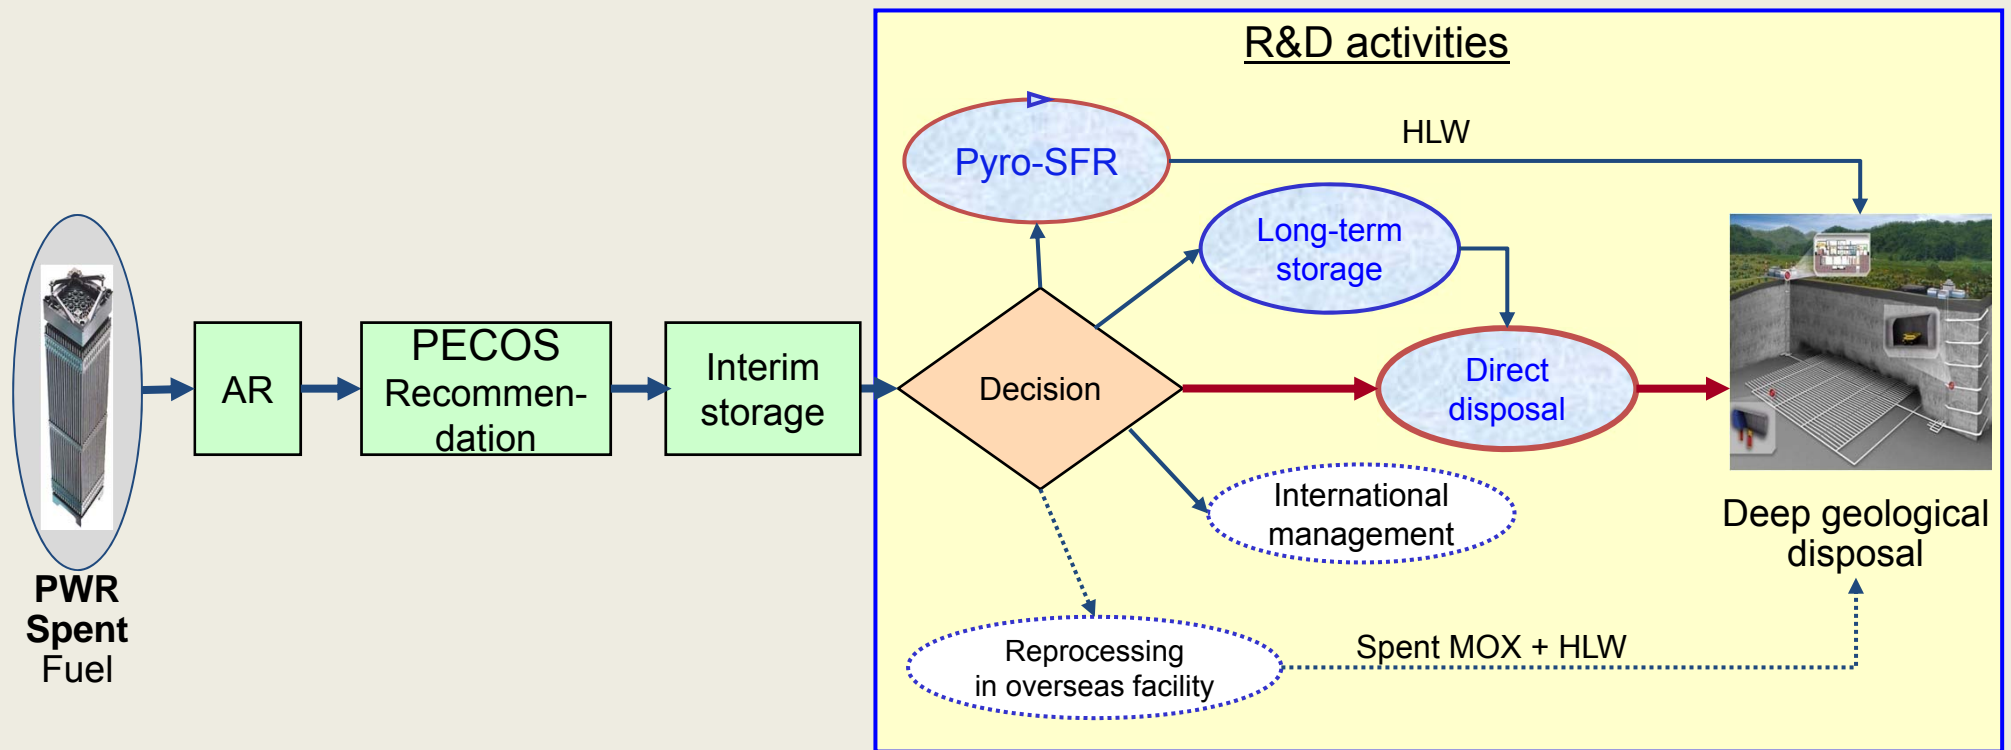 R&D activities
PWR
Spent
Fuel
AR
PECOS
Recommen-
dation
Interim
storage
Decision
Pyro-SFR
HLW
Long-term
storage
Direct
disposal
International
management
Reprocessing
in overseas facility
Spent MOX + HLW
Deep geological
disposal